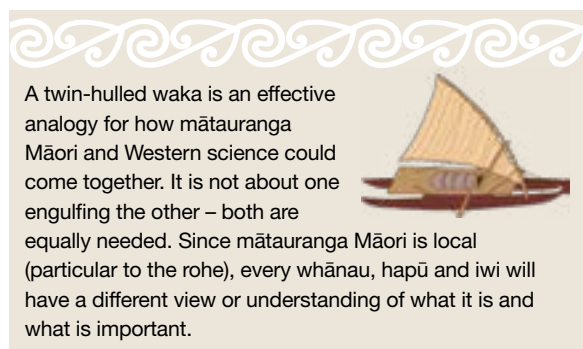 A twin-hulled waka is an effective
analogy for how mātauranga
Māori and Western science could
come together. It is not about one
engulfing the other – both are
equally needed. Since mātauranga Māori is local
(particular to the rohe), every whānau, hapū and iwi will
have a different view or understanding of what it is and
what is important.